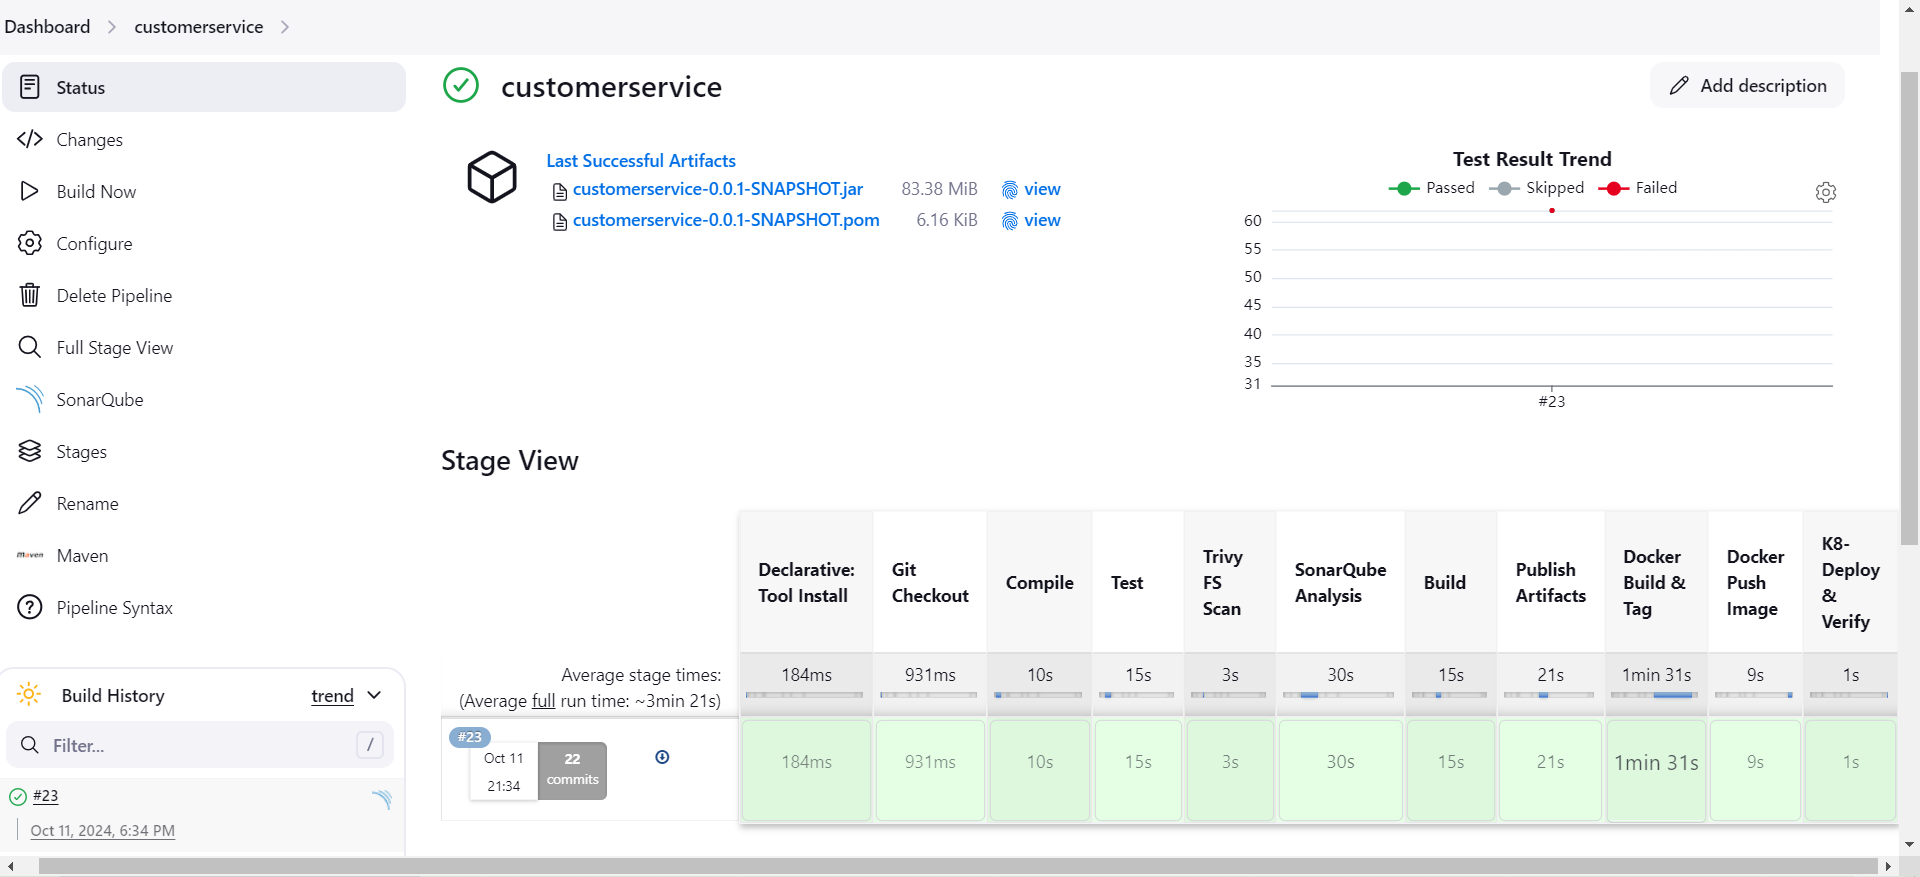 Dashboard
customerservice
Status
Changes
Build Now
Configure
Delete Pipeline
Full Stage View
SonarQube
Stages
Rename
Maven
Maven
Pipeline Syntax
Build History
trend
Filter...
/
#23
Oct 11, 2024, 6:34 PM
customerservice
Add description
Last Successful Artifacts
customerservice-0.0.1-SNAPSHOT.jar 83.38 MiB view
customerservice-0.0.1-SNAPSHOT.pom 6.16 KiB view
Test Result Trend
Passed Skipped Failed
60
55
50
45
40
35
31
#23
Stage View
Declarative: Tool Install
Git Checkout
Compile
Test
Trivy FS Scan
SonarQube Analysis
Build
Publish Artifacts
Docker Build & Tag
Docker Push Image
K8-Deploy & Verify
Average stage times:
(Average full run time: ~3min 21s)
184ms 931ms 10s 15s 3s 30s 15s 21s 1min 31s 9s 1s
#23
Oct 11
21:34
22
commits
184ms 931ms 10s 15s 3s 30s 15s 21s 1min 31s 9s 1s